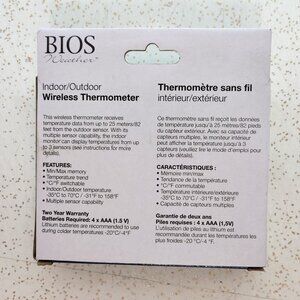 BIOS
Weather
Indoor/Outdoor
Wireless Thermometer
This wireless thermometer receives
temperature data from up to 25 meters/82
feet from the outdoor sensor. With its
multiple sensor capability, the indoor
can display temperatures from up
to 3 sensors (see instructions for more
details).
FEATURES:
• Min/Max memory
• Temperature trend
• °C/°F switchable
• Indoor/Outdoor temperature
-35°C to 70°C / -31°F to 158°F
• Multiple sensor capability
Two Year Warranty
Batteries Required: 4 x AAA (1.5 V)
Lithium batteries are recommended to use
during colder temperatures -20°C/-4°F.
Thermomètre sans fil
intérieur/extérieur
Ce thermomètre sans fil reçoit les données
de température jusqu'à 25 mètres/82 pieds
du capteur extérieur. Avec sa capacité
de capteurs multiples, le moniteur intérieur
peut afficher la température jusqu'à 3
capteurs (veuillez lire le mode d'emploi pour
plus de détails).
CARACTÉRISTIQUES :
• Mémoire min/max
• Tendance de la température
• °C/°F commutable
• Température intérieure/extérieure
-35°C to 70°C / -31°F to 158°F
• Capacité de capteurs multiples
Garantie de deux ans
Piles requises : 4 x AAA (1,5V)
L'utilisation de piles au lithium est
recommandée durant les températures les
plus froides -20 °C/-4 °F.